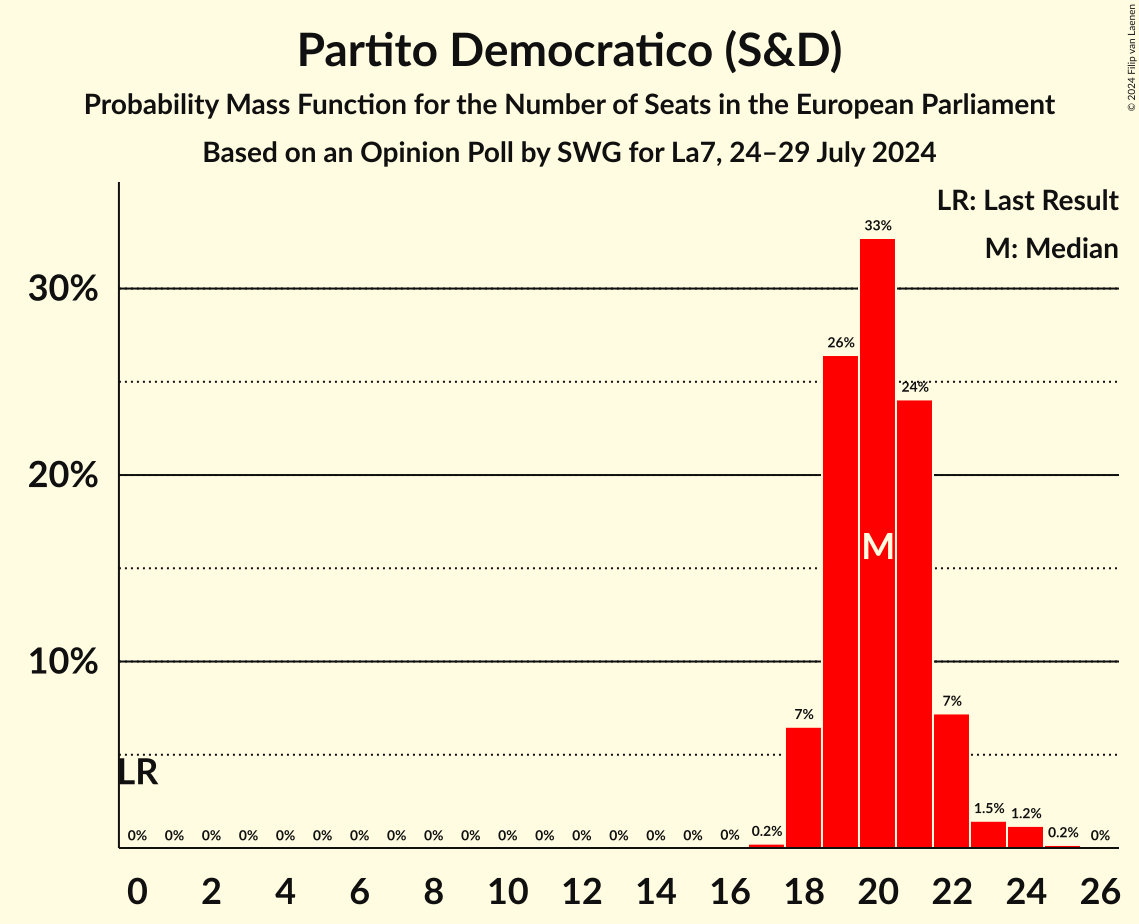 Partito Democratico (S&D)
Probability Mass Function for the Number of Seats in the European Parliament
Based on an Opinion Poll by SWG for La7, 24–29 July 2024
© 2024 Filip van Laenen
LR: Last Result
M: Median
30%
20%
10%
33%
26%
24%
M
7%
7%
LR
0% 0% 0% 0% 0% 0% 0% 0% 0% 0% 0% 0% 0% 0% 0% 0% 0% 0.2% 1.5% 1.2% 0.2% 0%
0 2 4 6 8 10 12 14 16 18 20 22 24 26